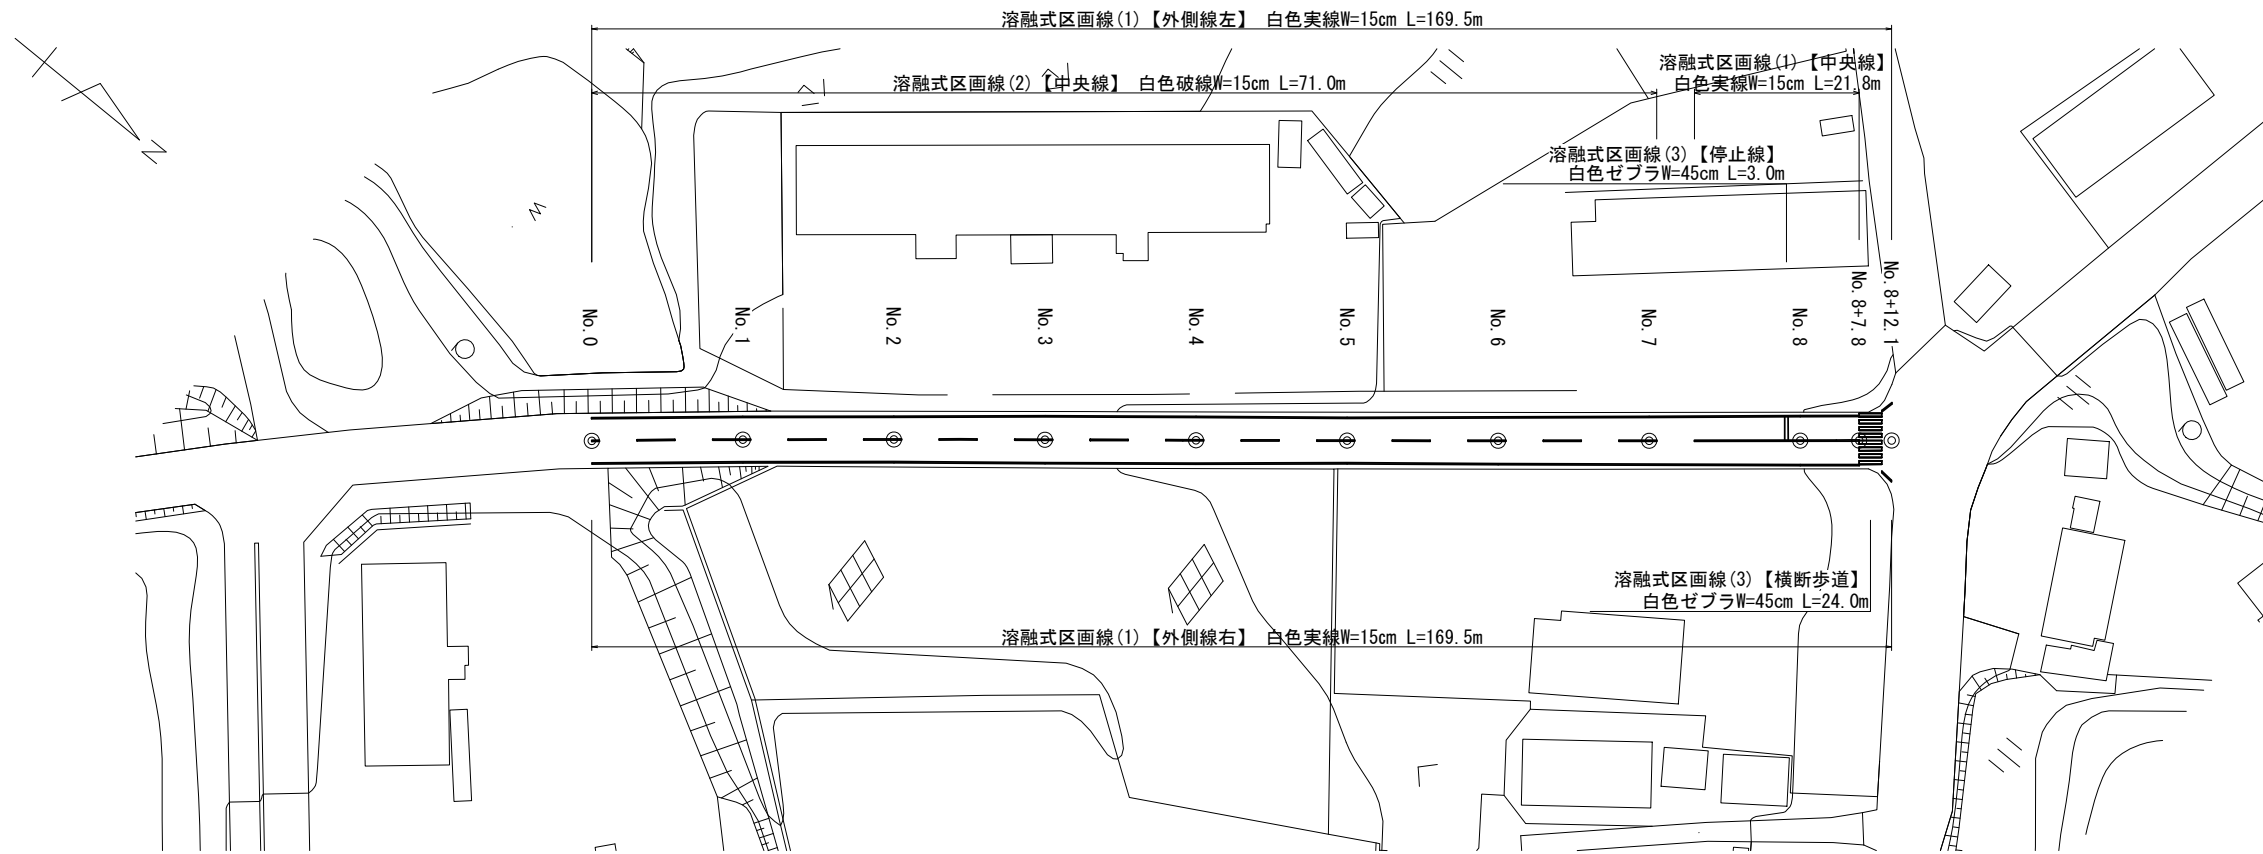 溶融式区画線(1)【外側線左】 白色実線W=15cm L=169.5m
溶融式区画線(1)【中央線】
白色実線W=15cm L=21.8m
溶融式区画線(2)【中央線】 白色破線W=15cm L=71.0m
溶融式区画線(3)【停止線】
白色ゼブラW=45cm L=3.0m
N
No.0
No.1
No.2
No.3
No.4
No.5
No.6
No.7
No.8
No.8+7.8
No.8+12.1
溶融式区画線(3)【横断歩道】
白色ゼブラW=45cm L=24.0m
溶融式区画線(1)【外側線右】 白色実線W=15cm L=169.5m